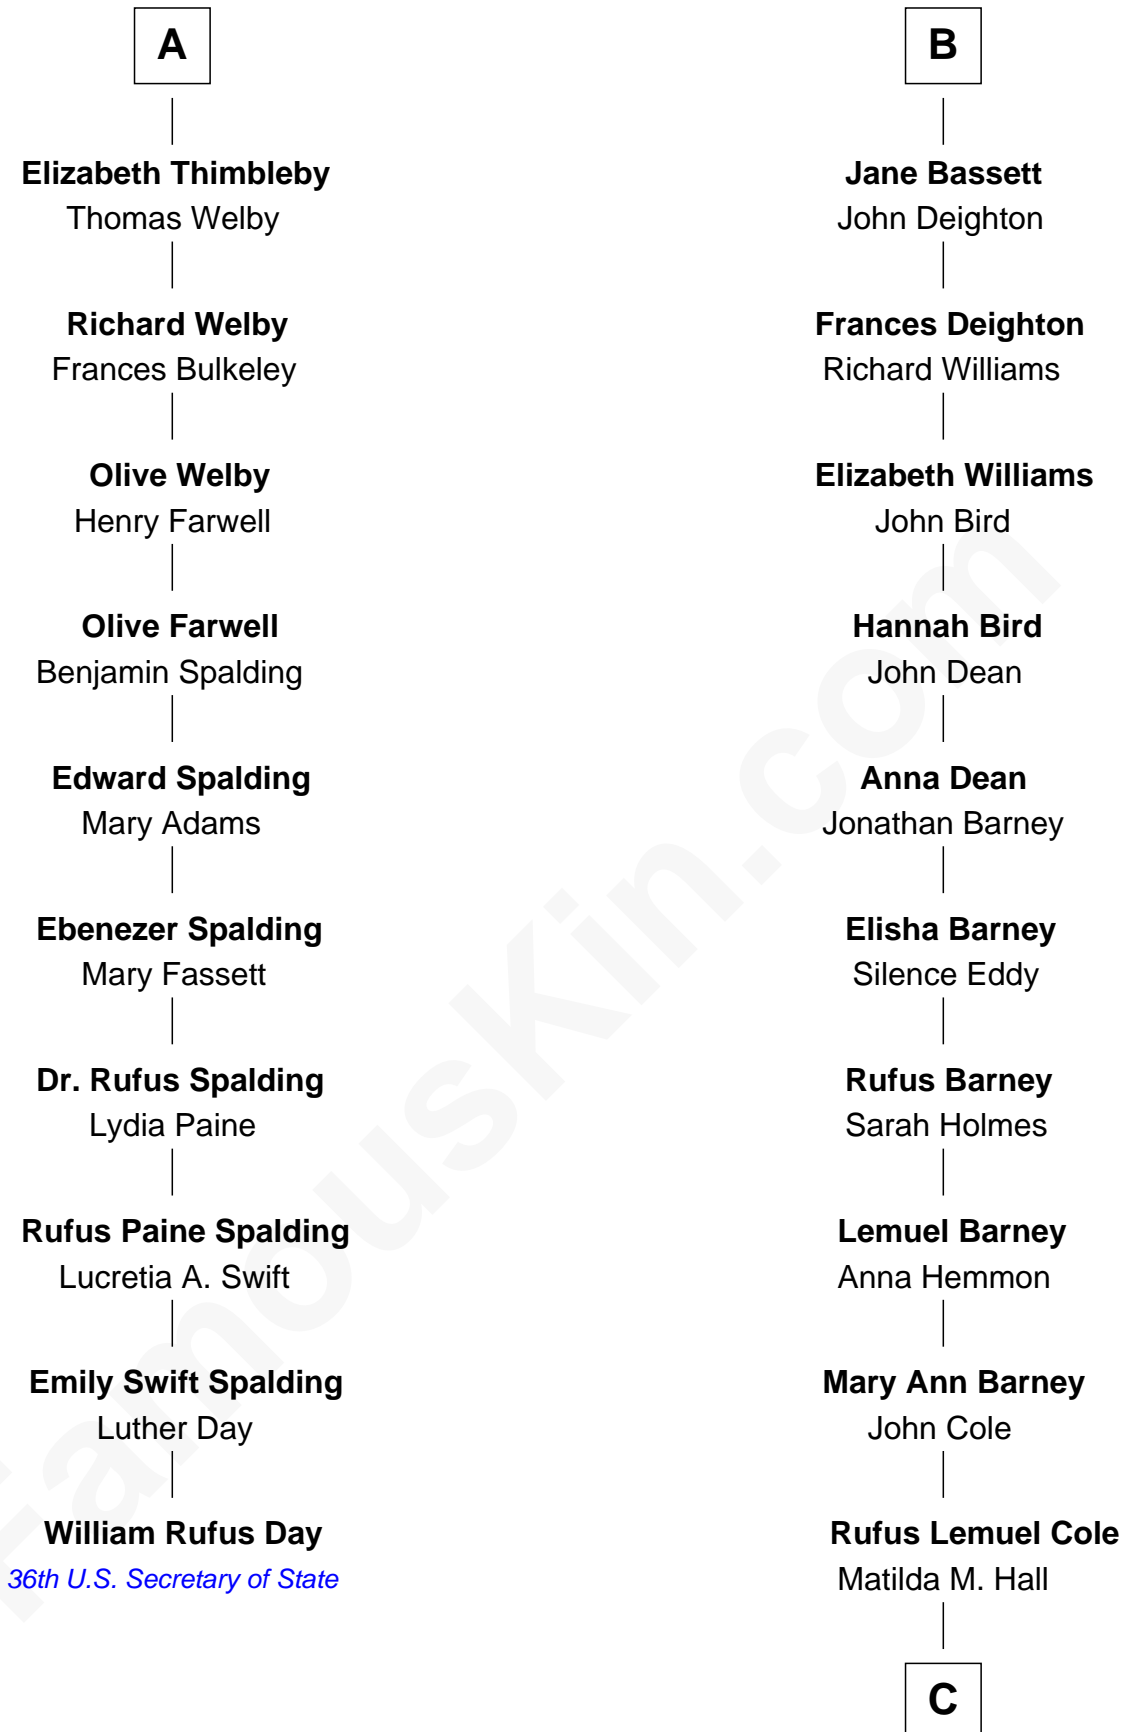 A
Elizabeth Thimbleby
Thomas Welby
Richard Welby
Frances Bulkeley
Olive Welby
Henry Farwell
Olive Farwell
Benjamin Spalding
Edward Spalding
Mary Adams
Ebenezer Spalding
Mary Fassett
Dr. Rufus Spalding
Lydia Paine
Rufus Paine Spalding
Lucretia A. Swift
Emily Swift Spalding
Luther Day
William Rufus Day
36th U.S. Secretary of State
B
Jane Bassett
John Deighton
Frances Deighton
Richard Williams
Elizabeth Williams
John Bird
Hannah Bird
John Dean
Anna Dean
Jonathan Barney
Elisha Barney
Silence Eddy
Rufus Barney
Sarah Holmes
Lemuel Barney
Anna Hemmon
Mary Ann Barney
John Cole
Rufus Lemuel Cole
Matilda M. Hall
C
FamousKin.com